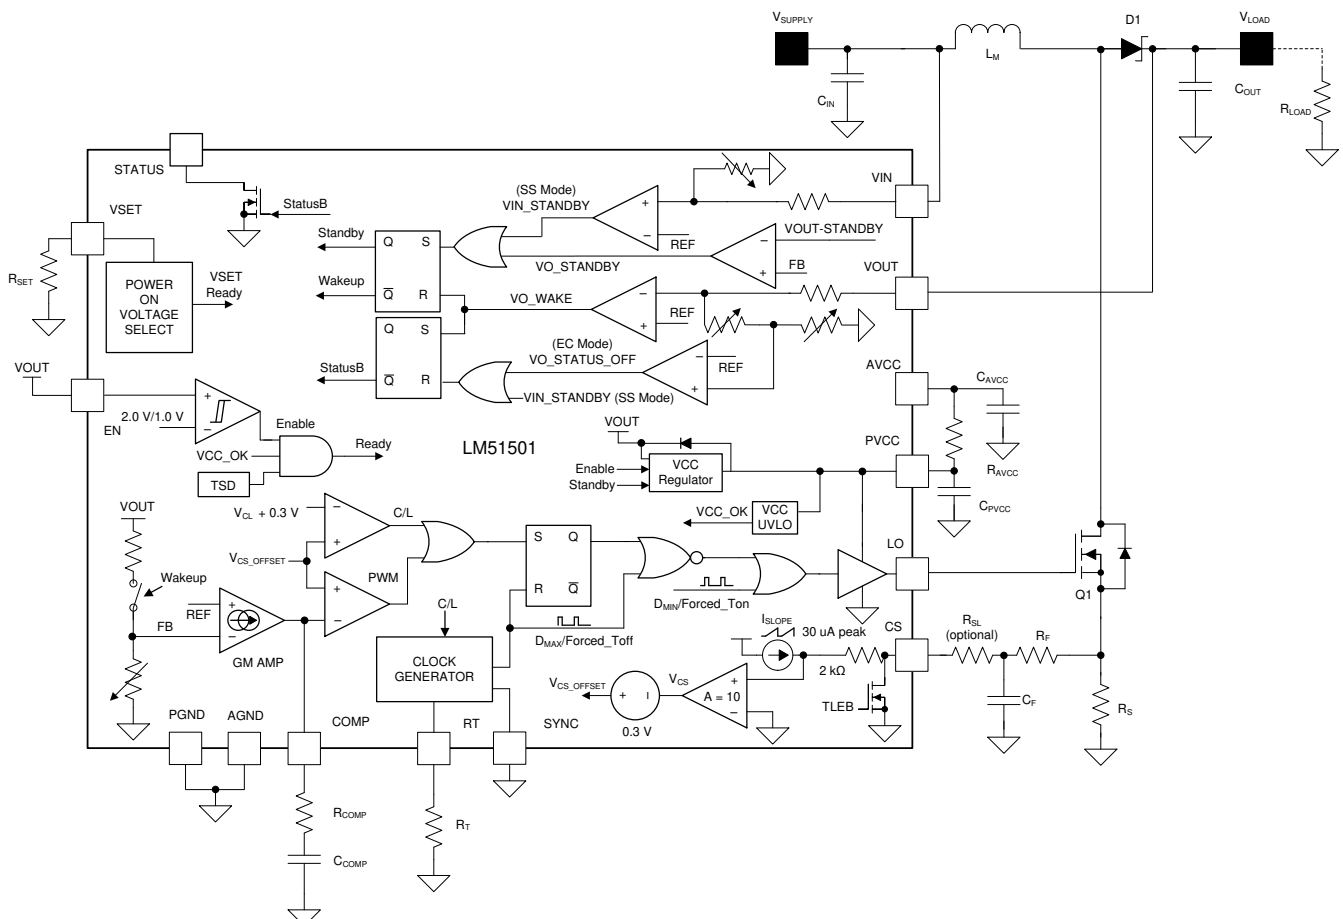 VSUPPLY
D1
VLOAD
LM
CIN
COUT
RLOAD
STATUS
VIN
(SS Mode)
VIN_STANDBY
+
−
REF
StatusB
VSET
Standby
Q
S
VOUT-STANDBY
−
+
VO_STANDBY
FB
VOUT
RSET
POWER
ON
VOLTAGE
SELECT
VSET
Ready
Wakeup
Q
R
VO_WAKE
−
+
REF
Q
S
(EC Mode)
VO_STATUS_OFF
−
+
REF
StatusB
Q
R
VIN_STANDBY (SS Mode)
VOUT
AVCC
CAVCC
EN
2.0 V/1.0 V
+
−
Enable
VCC_OK
Ready
TSD
LM51501
VOUT
PVCC
RAVCC
Enable
Standby
VCC
Regulator
CPVCC
VCC_OK
VCC
UVLO
VOUT
VCL + 0.3 V
−
+
C/L
VCS_OFFSET
+
−
PWM
S
Q
R
Q
LO
Q1
Wakeup
REF
+
−
FB
GM AMP
C/L
DMAX/Forced_Toff
DMIN/Forced_Ton
ISLOPE
30 uA peak
CS
RSL
(optional)
RF
CLOCK
GENERATOR
2 kΩ
VCS_OFFSET
+
−
0.3 V
VCS
+
A = 10
−
TLEB
CF
RS
PGND
AGND
COMP
RT
SYNC
RCOMP
RT
CCOMP